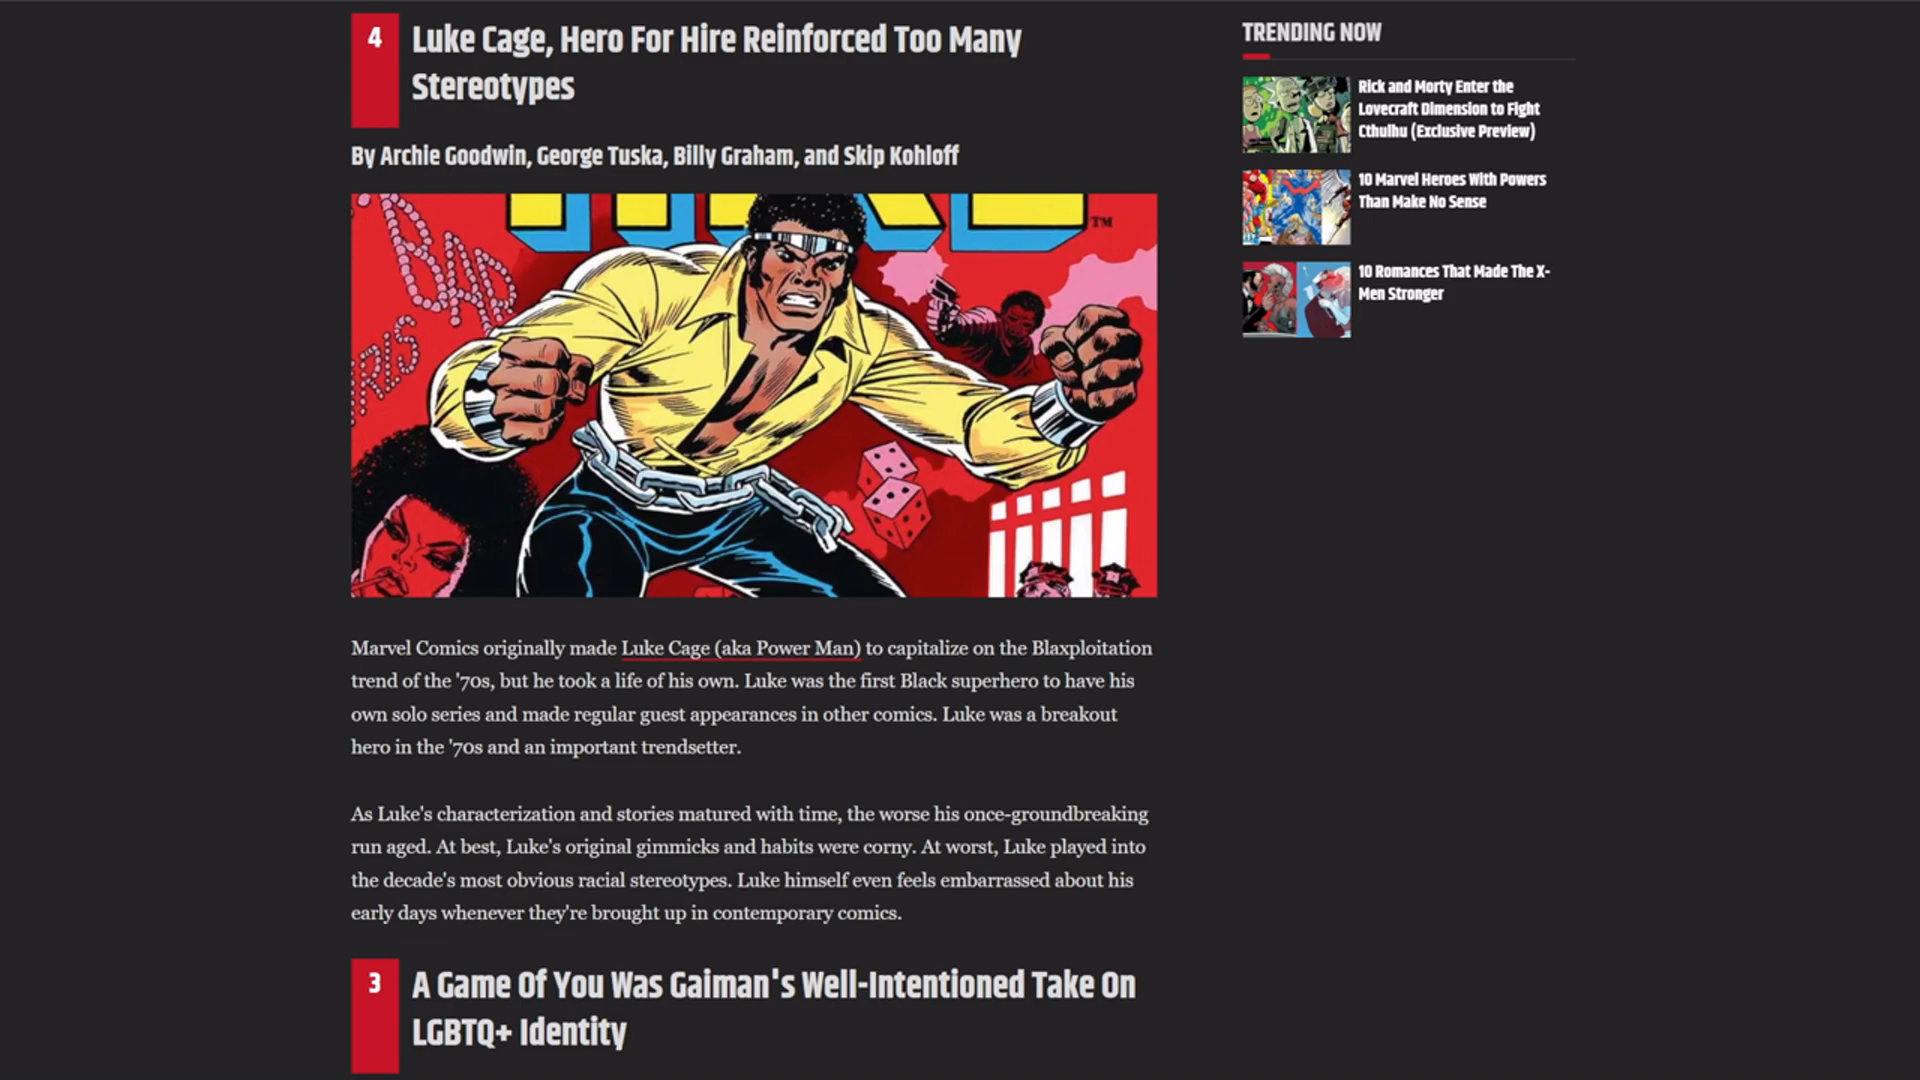 4
Luke Cage, Hero For Hire Reinforced Too Many
Stereotypes
By Archie Goodwin, George Tuska, Billy Graham, and Skip Kohloff
TM
BAD
Marvel Comics originally made Luke Cage (aka Power Man) to capitalize on the Blaxploitation
trend of the '70s, but he took a life of his own. Luke was the first Black superhero to have his
own solo series and made regular guest appearances in other comics. Luke was a breakout
hero in the '70s and an important trendsetter.
As Luke's characterization and stories matured with time, the worse his once-groundbreaking
run aged. At best, Luke's original gimmicks and habits were corny. At worst, Luke played into
the decade's most obvious racial stereotypes. Luke himself even feels embarrassed about his
early days whenever they're brought up in contemporary comics.
3
A Game Of You Was Gaiman's Well-Intentioned Take On
LGBTQ+ Identity
TRENDING NOW
Rick and Morty Enter the
Lovecraft Dimension to Fight
Cthulhu (Exclusive Preview)
10 Marvel Heroes With Powers
Than Make No Sense
10 Romances That Made The X-
Men Stronger